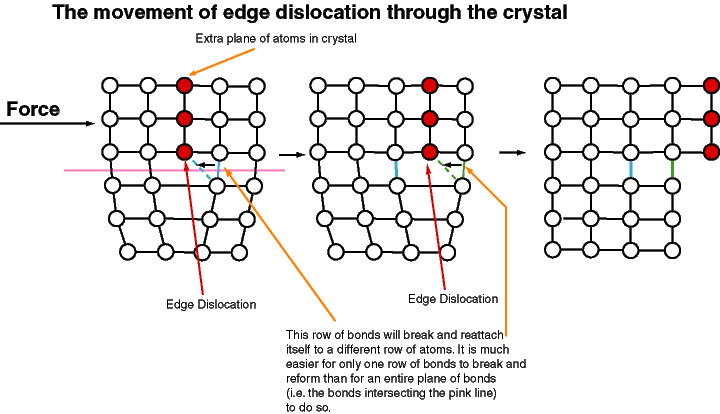 The movement of edge dislocation through the crystal
Extra plane of atoms in crystal
Force
Edge Dislocation
Edge Dislocation
This row of bonds will break and reattach
itself to a different row of atoms. It is much
easier for only one row of bonds to break and
reform than for an entire plane of bonds
(i.e. the bonds intersecting the pink line)
to do so.